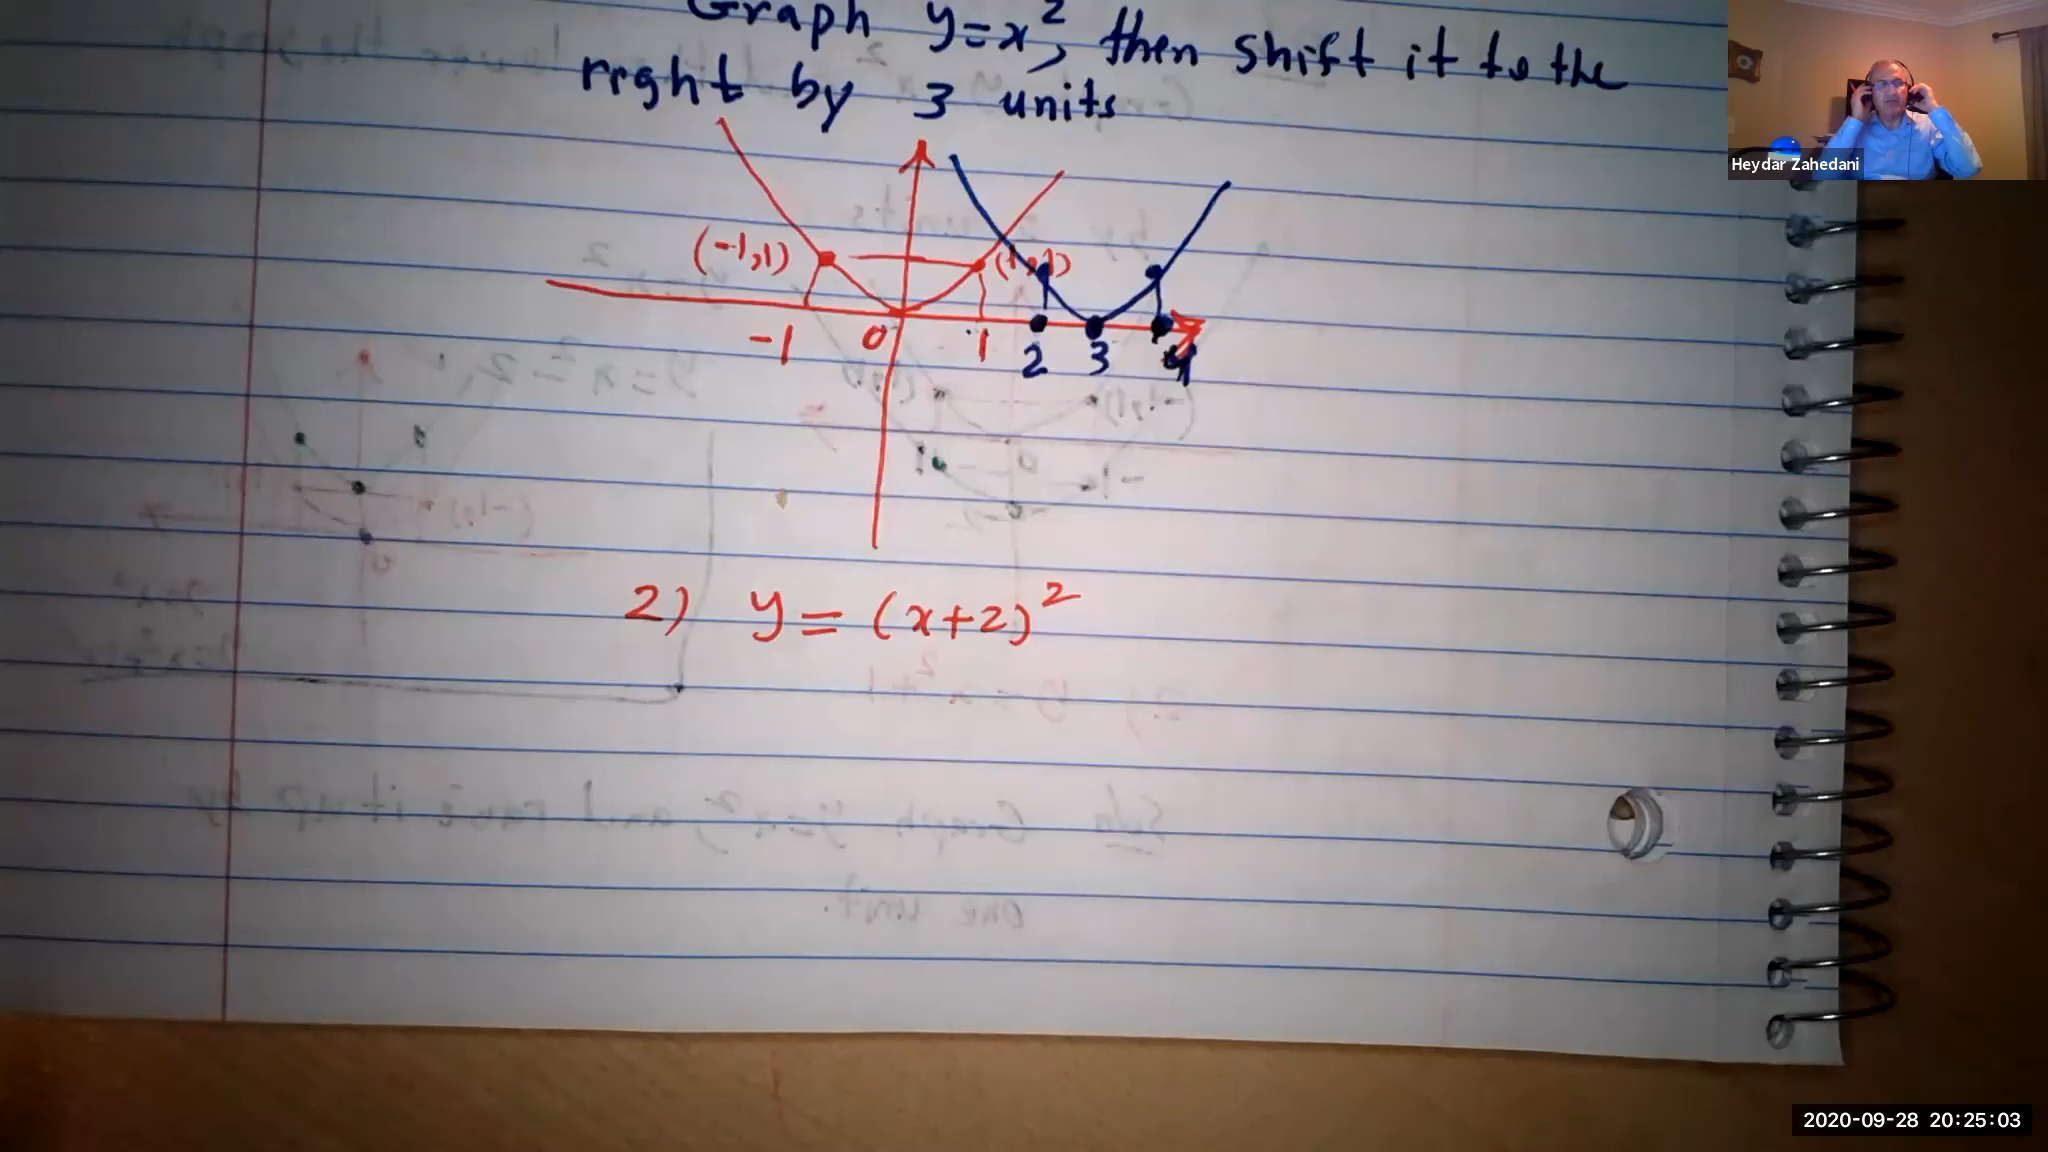 Graph y=x², then shift it to the
right by 3 units
(-1,1) (1,1)
-1 0 1 2 3 4
2) y = (x+2)²
Heydar Zahedani
2020-09-28 20:25:03